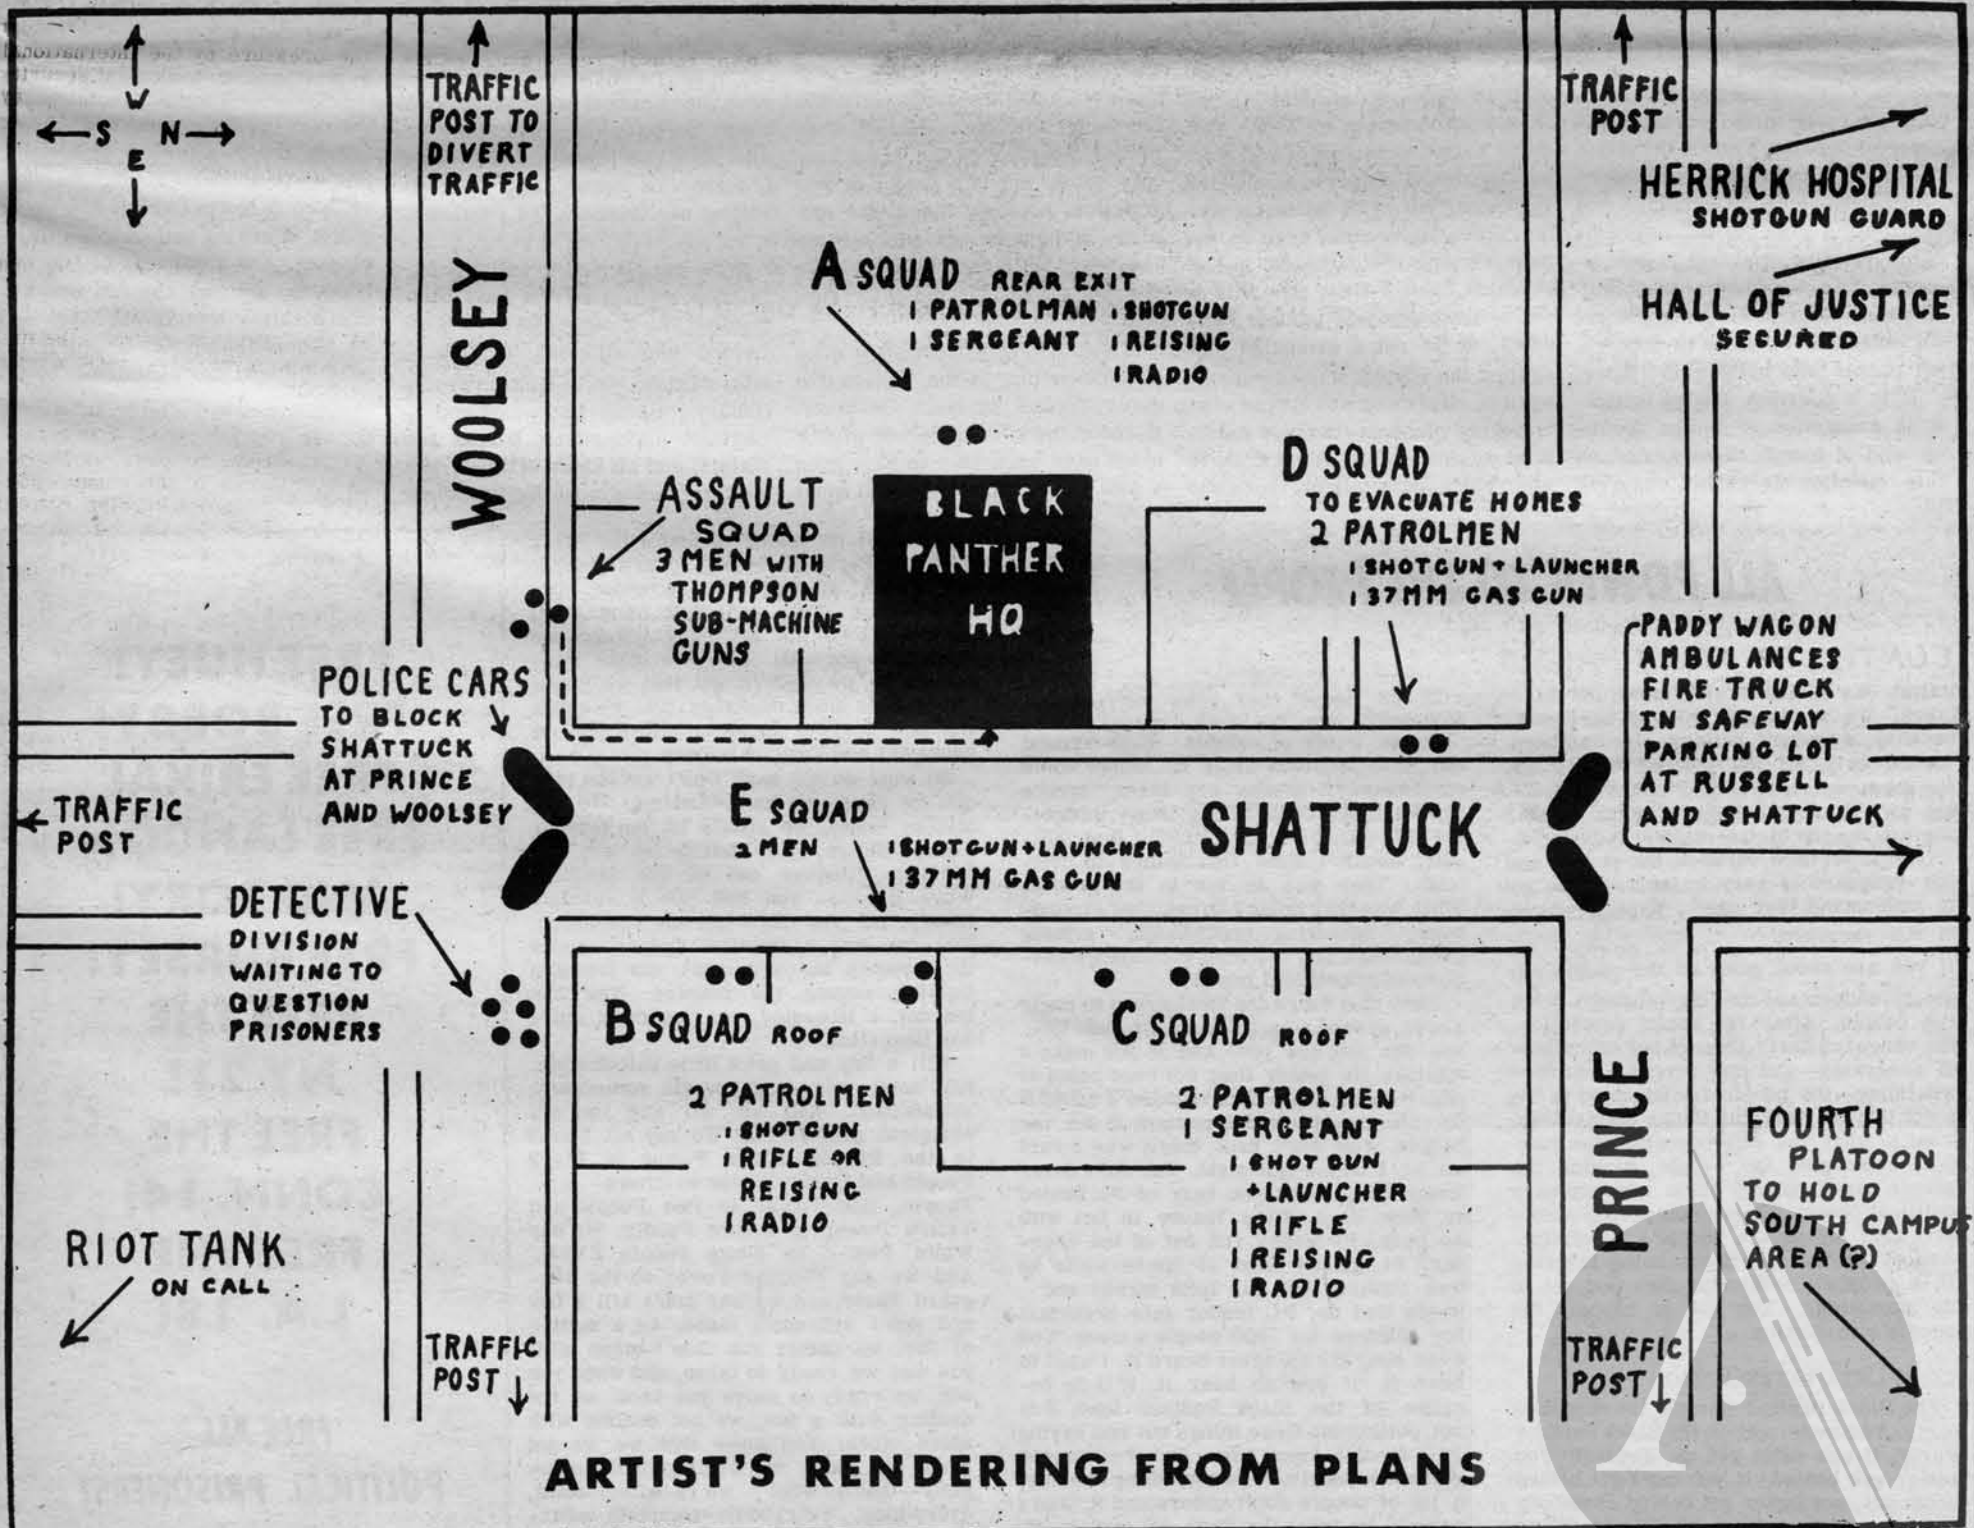 W
S N
E
TRAFFIC
POST TO
DIVERT
TRAFFIC
TRAFFIC
POST
HERRICK HOSPITAL
SHOTGUN GUARD
HALL OF JUSTICE
SECURED
WOOLSEY
A SQUAD REAR EXIT
1 PATROLMAN 1 SHOTGUN
1 SERGEANT 1 REISING
1 RADIO
ASSAULT
SQUAD
3 MEN WITH
THOMPSON
SUB-MACHINE
GUNS
BLACK
PANTHER
HQ
D SQUAD
TO EVACUATE HOMES
2 PATROLMEN
1 SHOTGUN + LAUNCHER
1 37MM GAS GUN
POLICE CARS
TO BLOCK
SHATTUCK
AT PRINCE
AND WOOLSEY
PADDY WAGON
AMBULANCES
FIRE TRUCK
IN SAFEWAY
PARKING LOT
AT RUSSELL
AND SHATTUCK
TRAFFIC
POST
E SQUAD
2 MEN 1 SHOTGUN + LAUNCHER
1 37MM GAS GUN
SHATTUCK
DETECTIVE
DIVISION
WAITING TO
QUESTION
PRISONERS
B SQUAD ROOF
2 PATROLMEN
1 SHOTGUN
1 RIFLE OR
REISING
1 RADIO
C SQUAD ROOF
2 PATROLMEN
1 SERGEANT
1 SHOT GUN
+LAUNCHER
1 RIFLE
1 REISING
1 RADIO
PRINCE
FOURTH
PLATOON
TO HOLD
SOUTH CAMPUS
AREA (?)
RIOT TANK
ON CALL
TRAFFIC
POST
TRAFFIC
POST
ARTIST'S RENDERING FROM PLANS